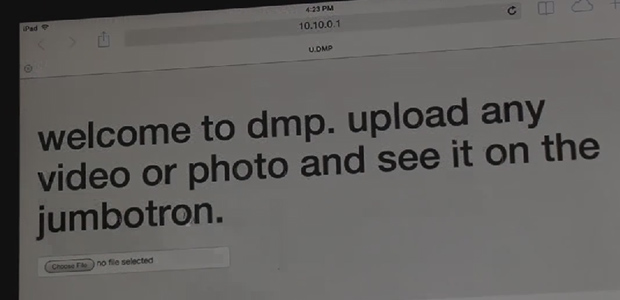 iPad
4:23 PM
10.10.0.1
U.DMP
welcome to dmp. upload any
video or photo and see it on the
jumbotron.
Choose File no file selected